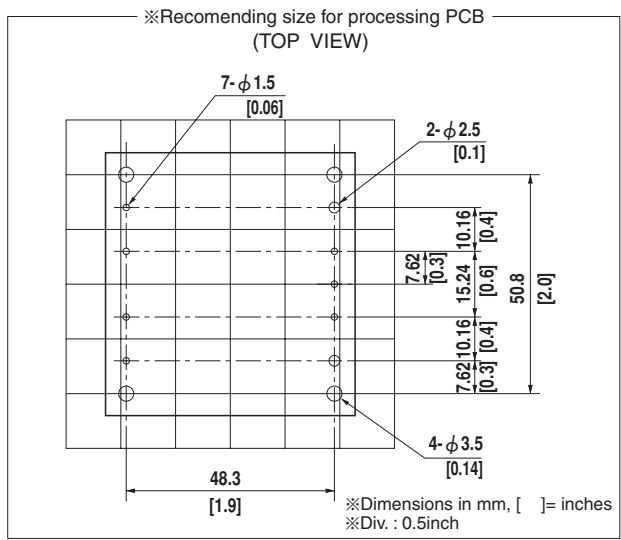 ※Recomending size for processing PCB
(TOP VIEW)
7-ϕ1.5
[0.06]
2-ϕ2.5
[0.1]
10.16
[0.4]
7.62
[0.3]
15.24
[0.6]
50.8
[2.0]
10.16
[0.4]
7.62
[0.3]
4-ϕ3.5
[0.14]
48.3
[1.9]
※Dimensions in mm, [ ]= inches
※Div. : 0.5inch